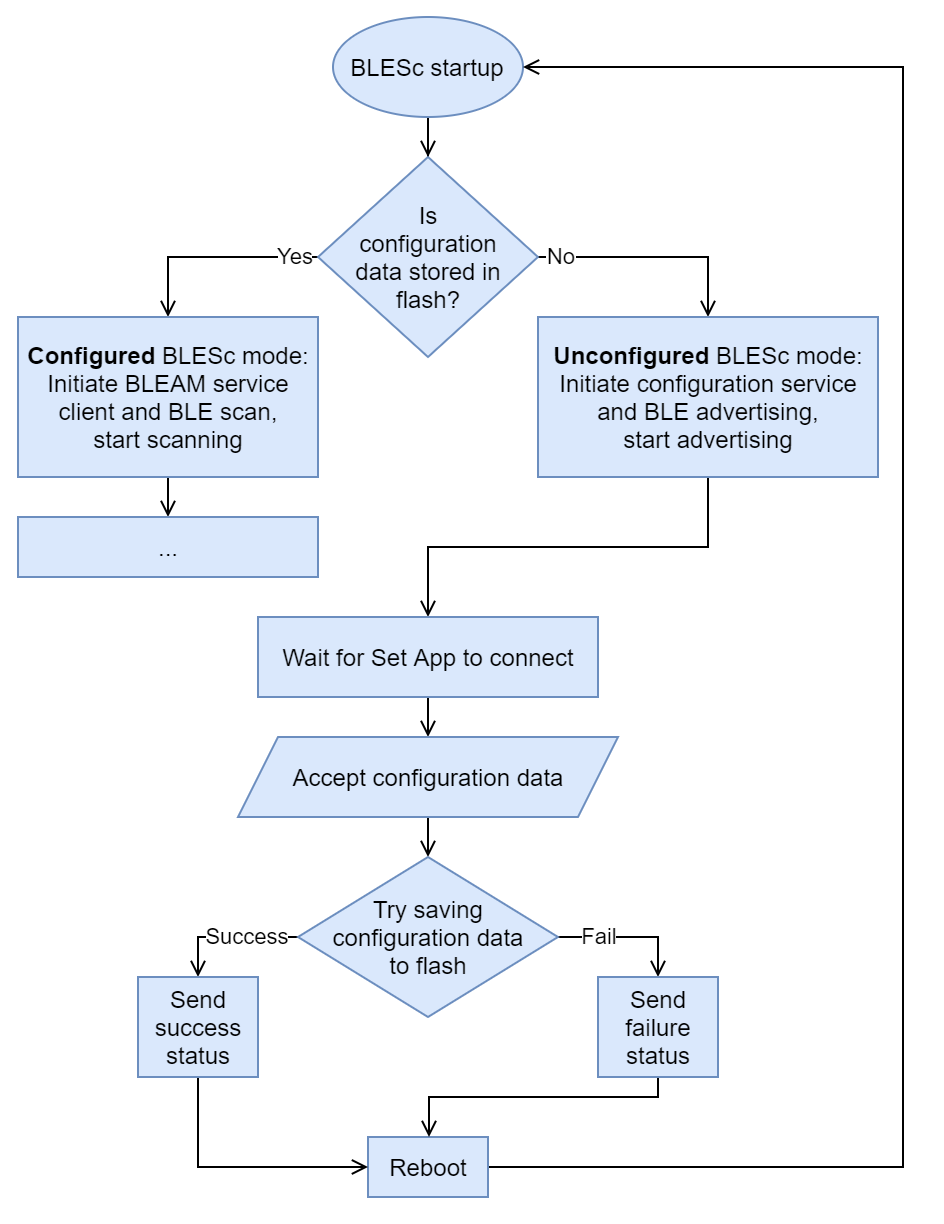 BLESc startup
Is
configuration
data stored in
flash?
Yes
No
Configured BLESc mode:
Initiate BLEAM service
client and BLE scan,
start scanning
Unconfigured BLESc mode:
Initiate configuration service
and BLE advertising,
start advertising
...
Wait for Set App to connect
Accept configuration data
Try saving
configuration data
to flash
Success
Fail
Send
success
status
Send
failure
status
Reboot